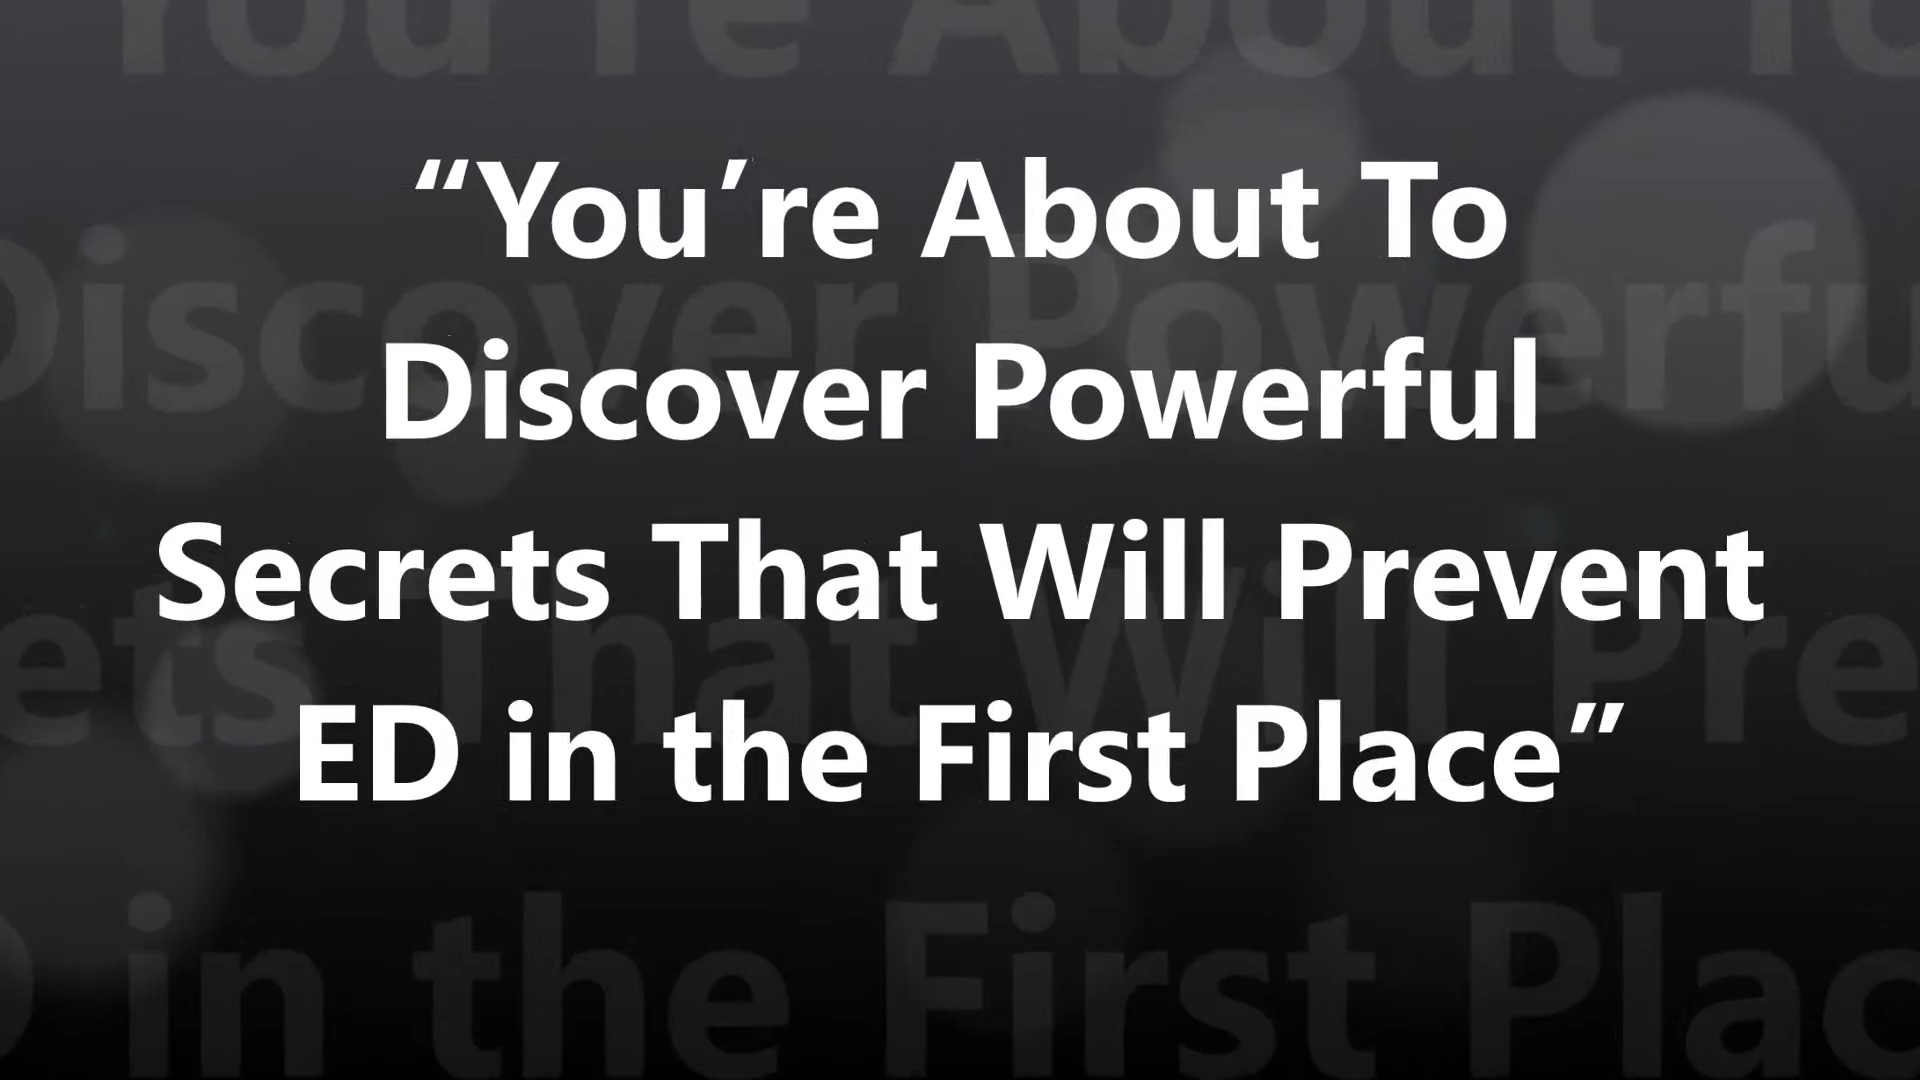 “You’re About To
Discover Powerful
Secrets That Will Prevent
ED in the First Place”